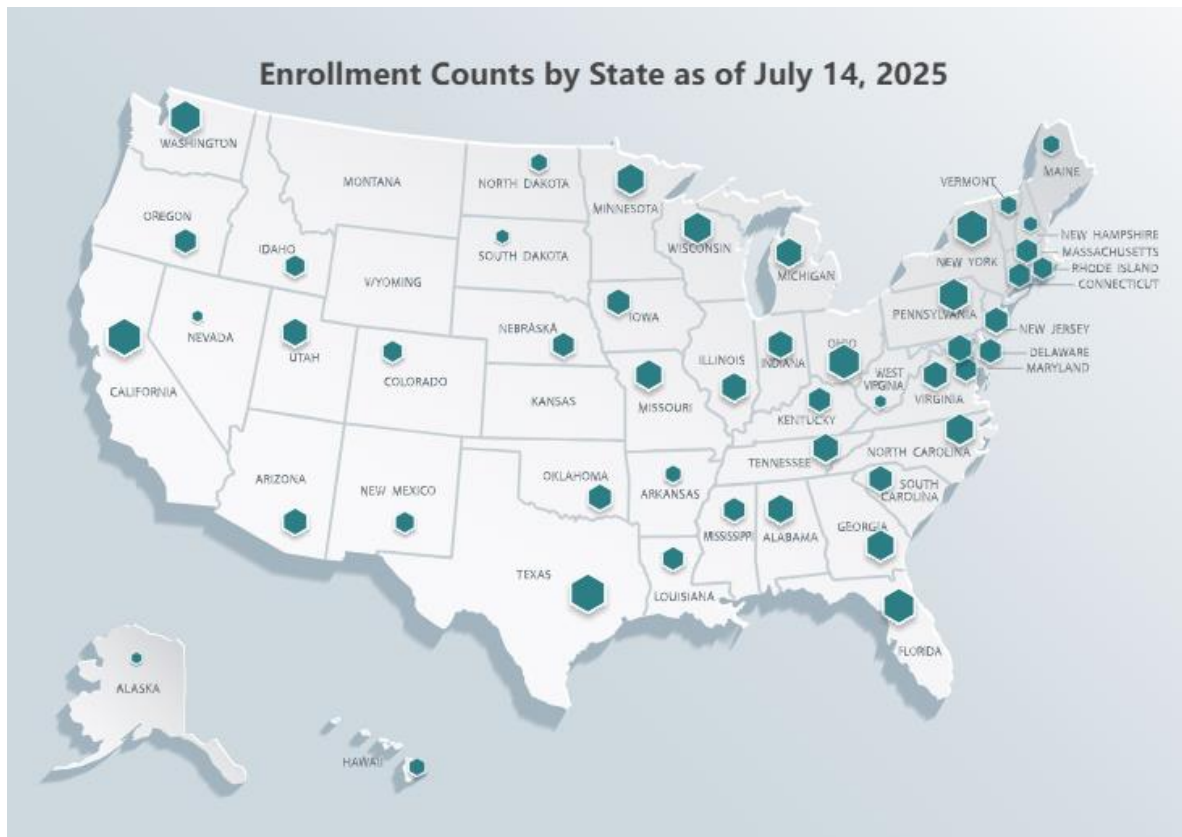 Enrollment Counts by State as of July 14, 2025
WASHINGTON
MONTANA
NORTH DAKOTA
MINNESOTA
VERMONT
MAINE
OREGON
IDAHO
SOUTH DAKOTA
WISCONSIN
MICHIGAN
NEW YORK
NEW HAMPSHIRE
MASSACHUSETTS
RHODE ISLAND
CONNECTICUT
WYOMING
IOWA
PENNSYLVANIA
NEW JERSEY
NEVADA
UTAH
NEBRASKA
ILLINOIS
INDIANA
OHIO
DELAWARE
MARYLAND
CALIFORNIA
COLORADO
KANSAS
MISSOURI
KENTUCKY
WEST
VIRGINIA
VIRGINIA
ARIZONA
NEW MEXICO
OKLAHOMA
ARKANSAS
TENNESSEE
NORTH CAROLINA
SOUTH
CAROLINA
MISSISSIPPI
ALABAMA
GEORGIA
TEXAS
LOUISIANA
FLORIDA
ALASKA
HAWAII